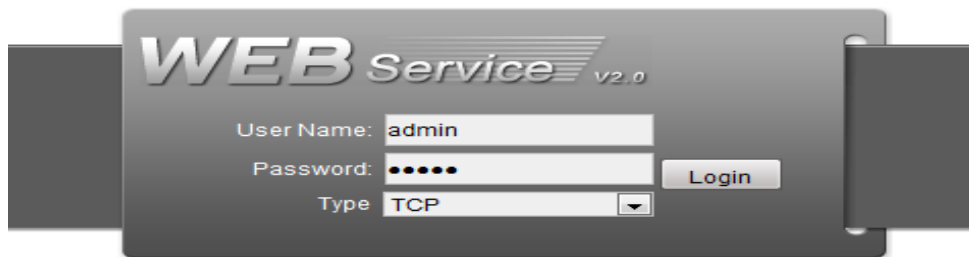 WEB Service V2.0
User Name: admin
Password: •••••
Login
Type TCP